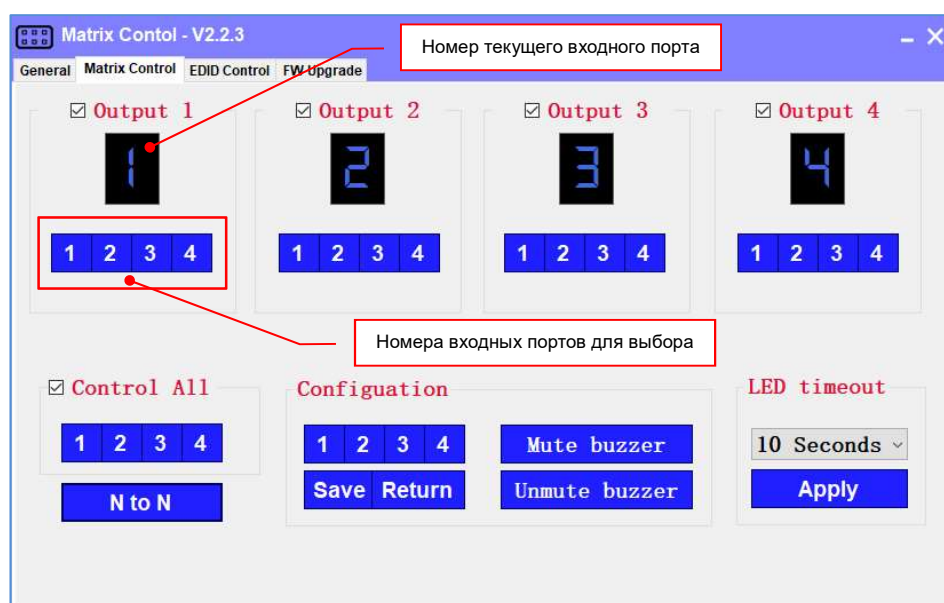 Matrix Contol - V2.2.3
Номер текущего входного порта
General Matrix Control EDID Control FW Upgrade
Output 1 Output 2 Output 3 Output 4
1 2 3 4
1 2 3 4 1 2 3 4 1 2 3 4 1 2 3 4
Номера входных портов для выбора
Control All Configuation LED timeout
1 2 3 4 1 2 3 4 Mute buzzer 10 Seconds
N to N Save Return Unmute buzzer Apply